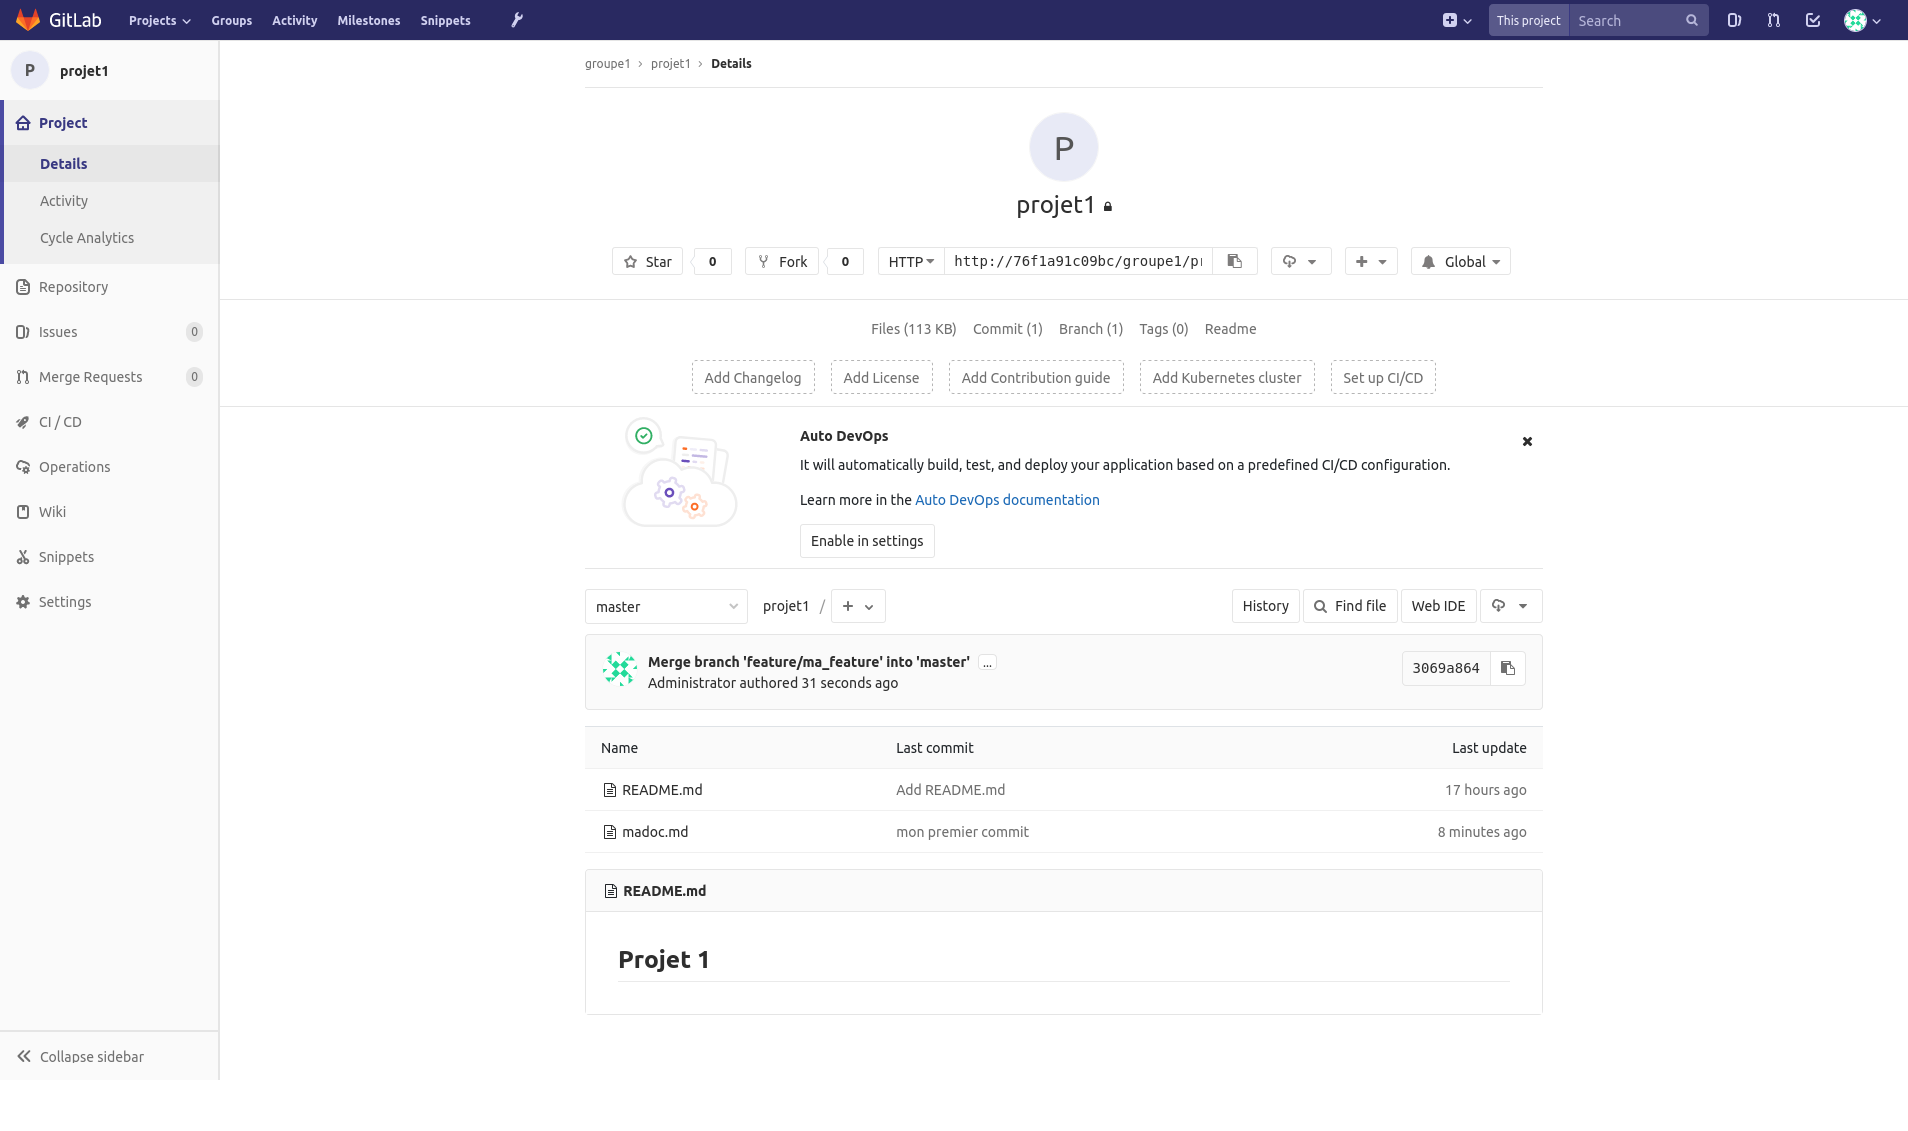 GitLab Projects Groups Activity Milestones Snippets This project Search
P projet1
Project
Details
Activity
Cycle Analytics
Repository
Issues 0
Merge Requests 0
CI / CD
Operations
Wiki
Snippets
Settings
Collapse sidebar
groupe1 › projet1 › Details
P
projet1
Star 0 Fork 0 HTTP http://76f1a91c09bc/groupe1/pr Global
Files (113 KB) Commit (1) Branch (1) Tags (0) Readme
Add Changelog Add License Add Contribution guide Add Kubernetes cluster Set up CI/CD
Auto DevOps
It will automatically build, test, and deploy your application based on a predefined CI/CD configuration.
Learn more in the Auto DevOps documentation
Enable in settings
master projet1 / + History Find file Web IDE
Merge branch 'feature/ma_feature' into 'master' ...
Administrator authored 31 seconds ago
3069a864
Name Last commit Last update
README.md Add README.md 17 hours ago
madoc.md mon premier commit 8 minutes ago
README.md
Projet 1